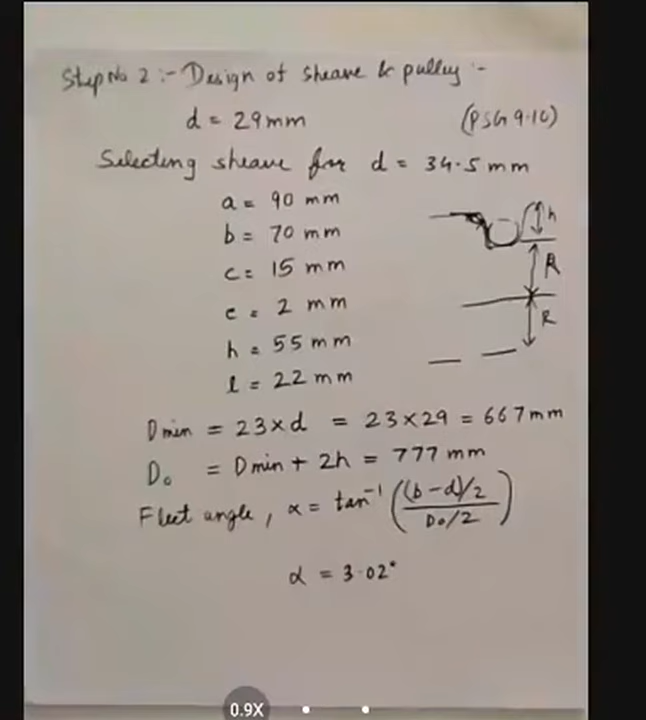 Step No 2 :- Design of sheave & pulley :-
d = 29mm (PSG 9.10)
Selecting sheave for d = 34.5 mm
a = 90 mm
b = 70 mm
c = 15 mm
e = 2 mm
h = 55 mm
l = 22 mm
h
R
R
Dmin = 23×d = 23×29 = 667mm
Do = Dmin + 2h = 777 mm
Fleet angle, α = tan⁻¹ ( (b-d)/2 / Do/2 )
α = 3.02°
0.9X